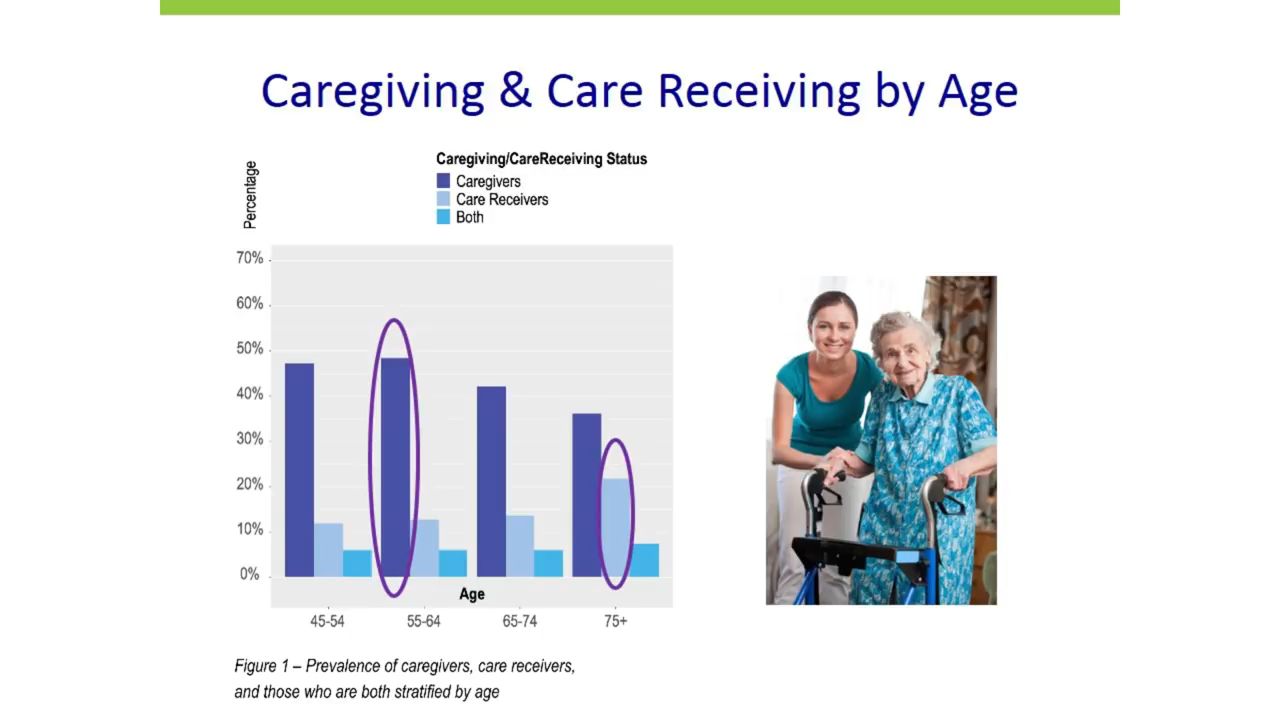 Caregiving & Care Receiving by Age
Percentage
Caregiving/CareReceiving Status
Caregivers
Care Receivers
Both
70%
60%
50%
40%
30%
20%
10%
0%
Age
45-54
55-64
65-74
75+
Figure 1 – Prevalence of caregivers, care receivers,
and those who are both stratified by age